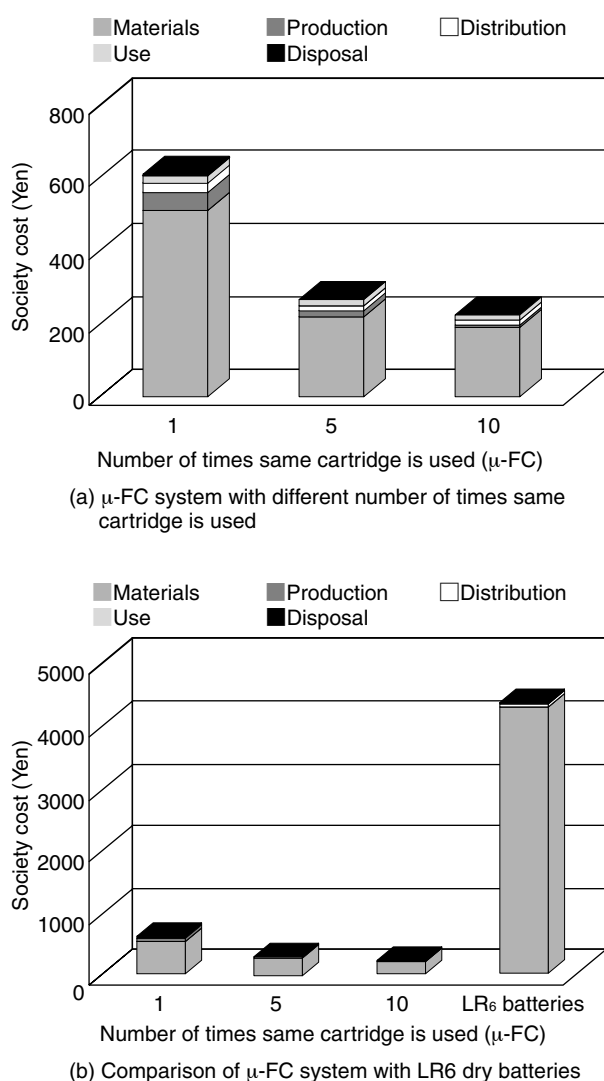 Materials Production Distribution
Use Disposal
800
600
400
200
0
Society cost (Yen)
1 5 10
Number of times same cartridge is used (μ-FC)
(a) μ-FC system with different number of times same
cartridge is used
Materials Production Distribution
Use Disposal
5000
4000
3000
2000
1000
0
Society cost (Yen)
1 5 10 LR₆ batteries
Number of times same cartridge is used (μ-FC)
(b) Comparison of μ-FC system with LR6 dry batteries